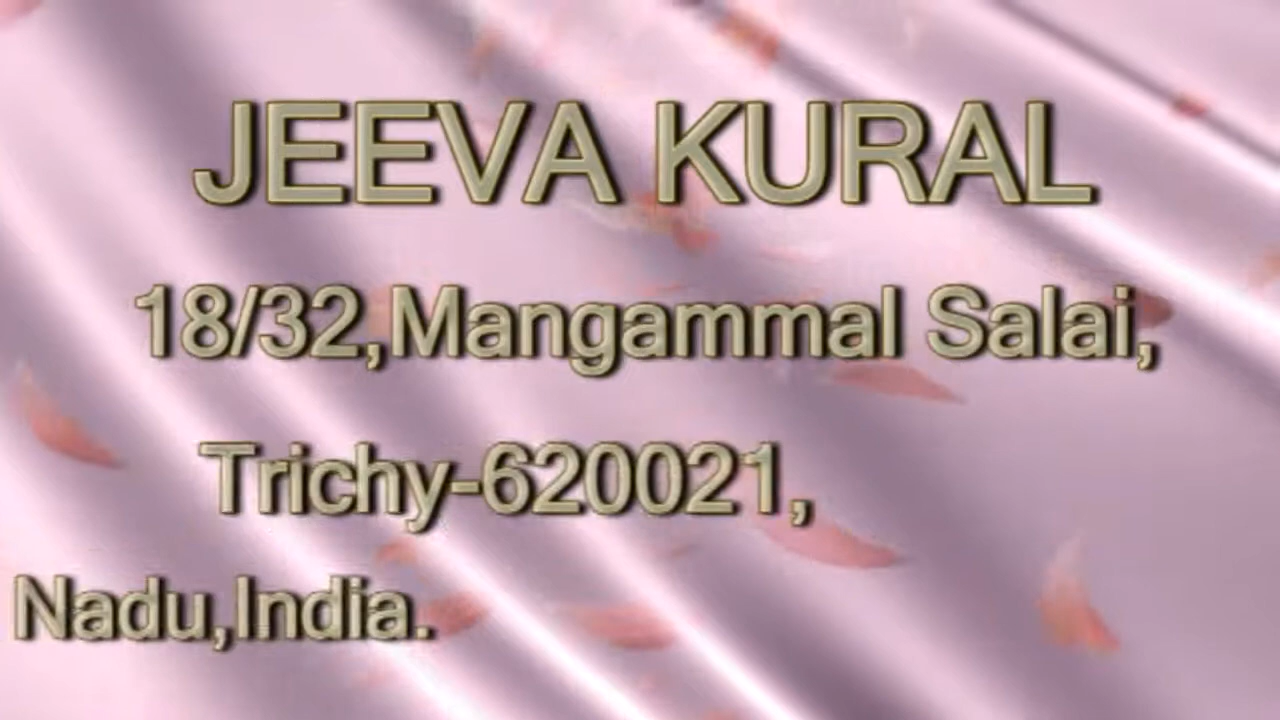 JEEVA KURAL
18/32,Mangammal Salai,
Trichy-620021,
Nadu,India.